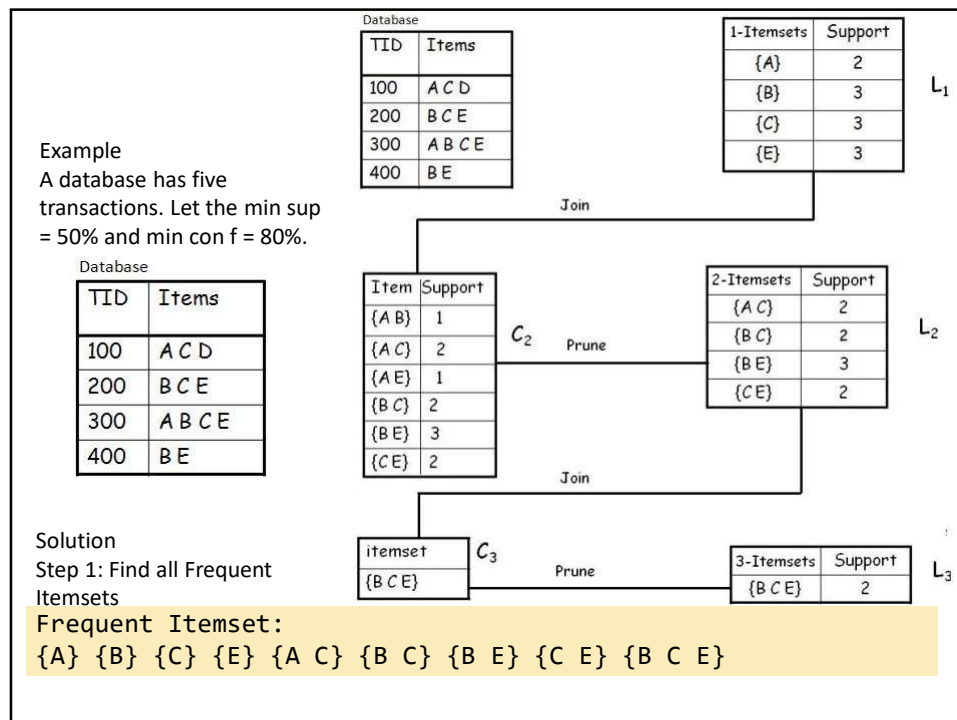 Database
TID Items
100 A C D
200 B C E
300 A B C E
400 B E
1-Itemsets Support
{A} 2
{B} 3
{C} 3
{E} 3
L1
Example
A database has five
transactions. Let the min sup
= 50% and min con f = 80%.
Join
Database
TID Items
100 A C D
200 B C E
300 A B C E
400 B E
Item Support
{A B} 1
{A C} 2
{A E} 1
{B C} 2
{B E} 3
{C E} 2
C2
Prune
2-Itemsets Support
{A C} 2
{B C} 2
{B E} 3
{C E} 2
L2
Join
Solution
Step 1: Find all Frequent
Itemsets
itemset
{B C E}
C3
Prune
3-Itemsets Support
{B C E} 2
L3
Frequent Itemset:
{A} {B} {C} {E} {A C} {B C} {B E} {C E} {B C E}